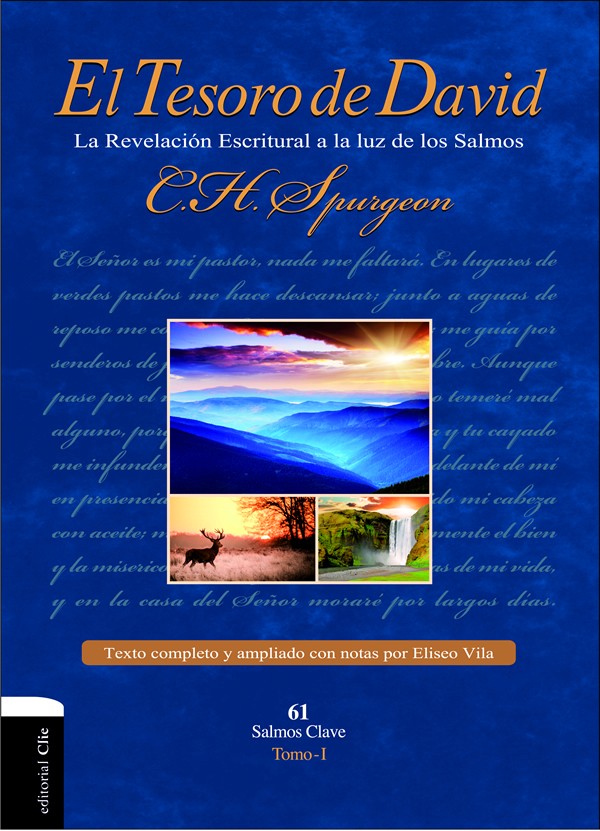 El Tesoro de David
La Revelación Escritural a la luz de los Salmos
C.H. Spurgeon
El Señor es mi pastor, nada me faltará. En lugares de
verdes pastos me hace descansar; junto a aguas de
reposo me me guía por
senderos de Aunque
pase por el temeré mal
alguno, y tu cayado
me delante de mí
en mi cabeza
con aceite; el bien
y la de mi vida,
y en la casa del Señor moraré por largos días.
Texto completo y ampliado con notas por Eliseo Vila
61
Salmos Clave
Tomo-I
editorial Clie